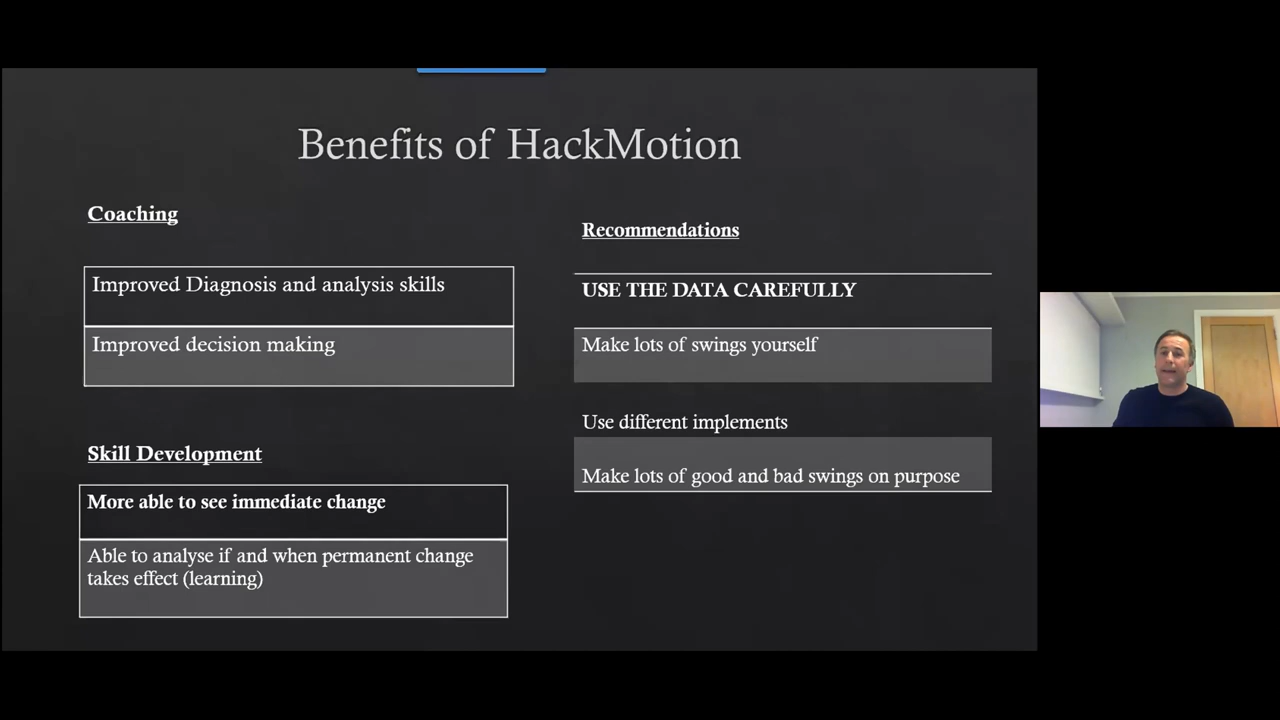 Benefits of HackMotion
Coaching
Improved Diagnosis and analysis skills
Improved decision making
Skill Development
More able to see immediate change
Able to analyse if and when permanent change
takes effect (learning)
Recommendations
USE THE DATA CAREFULLY
Make lots of swings yourself
Use different implements
Make lots of good and bad swings on purpose